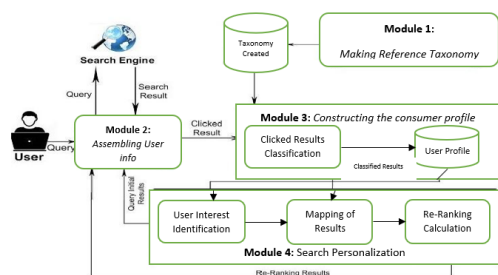 Module 1:
Making Reference Taxonomy
Taxonomy
Created
Search Engine
Query
Search
Result
User
Query
Module 2:
Assembling User
info
Clicked
Result
Module 3: Constructing the consumer profile
Clicked Results
Classification
Classified Results
User Profile
Query Initial
Results
User Interest
Identification
Mapping of
Results
Re-Ranking
Calculation
Module 4: Search Personalization
Re-Ranking Results